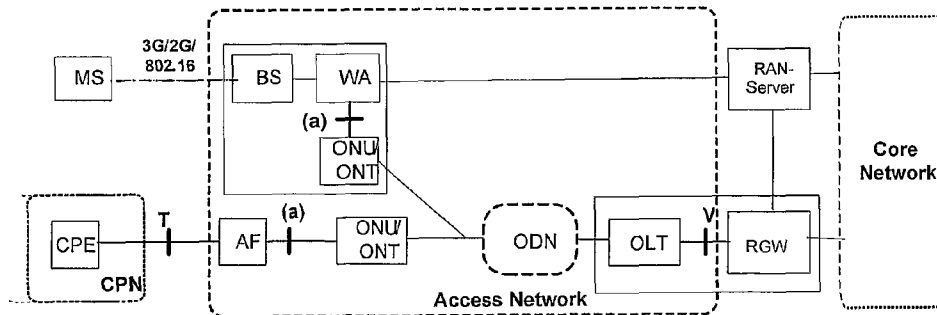 3G/2G/
802.16
MS
BS
WA
RAN-
Server
(a)
ONU/
ONT
Core
Network
T
(a)
V
CPE
AF
ONU/
ONT
ODN
OLT
RGW
CPN
Access Network